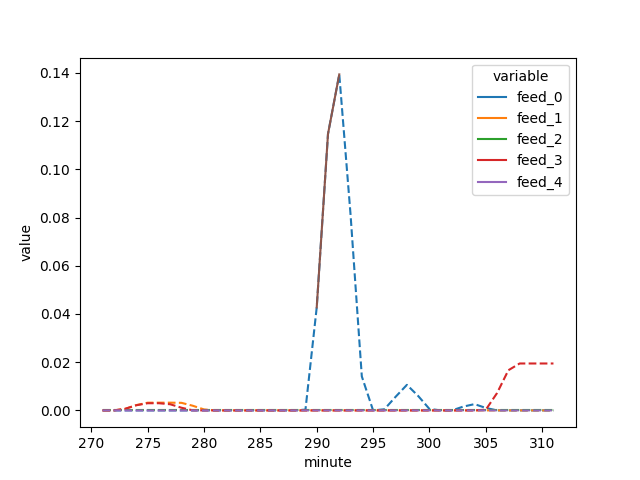 0.14
0.12
0.10
0.08
0.06
0.04
0.02
0.00
value
270 275 280 285 290 295 300 305 310
minute
variable
feed_0
feed_1
feed_2
feed_3
feed_4